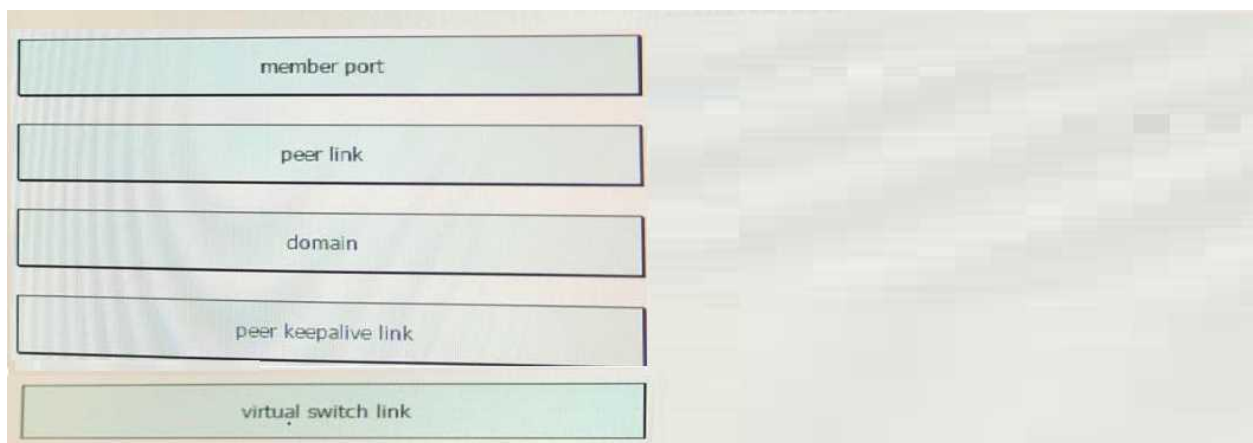 member port
peer link
domain
peer keepalive link
virtual switch link